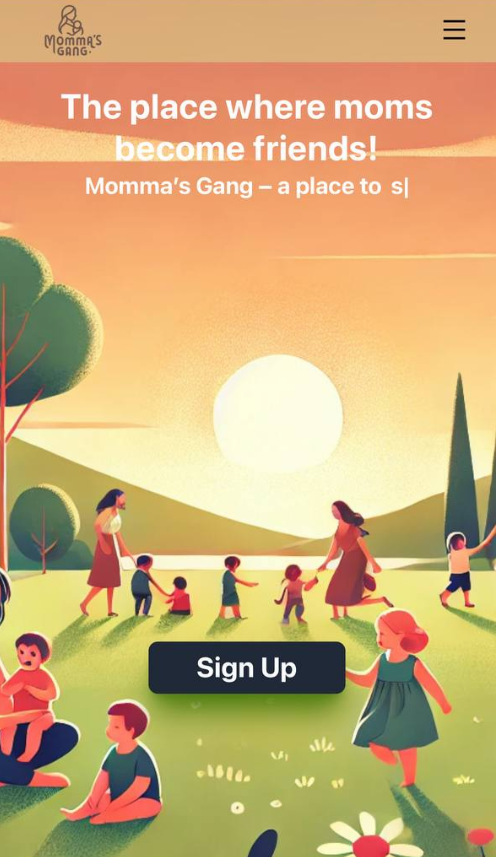 MOMMA'S
GANG
The place where moms
become friends!
Momma's Gang – a place to s|
Sign Up